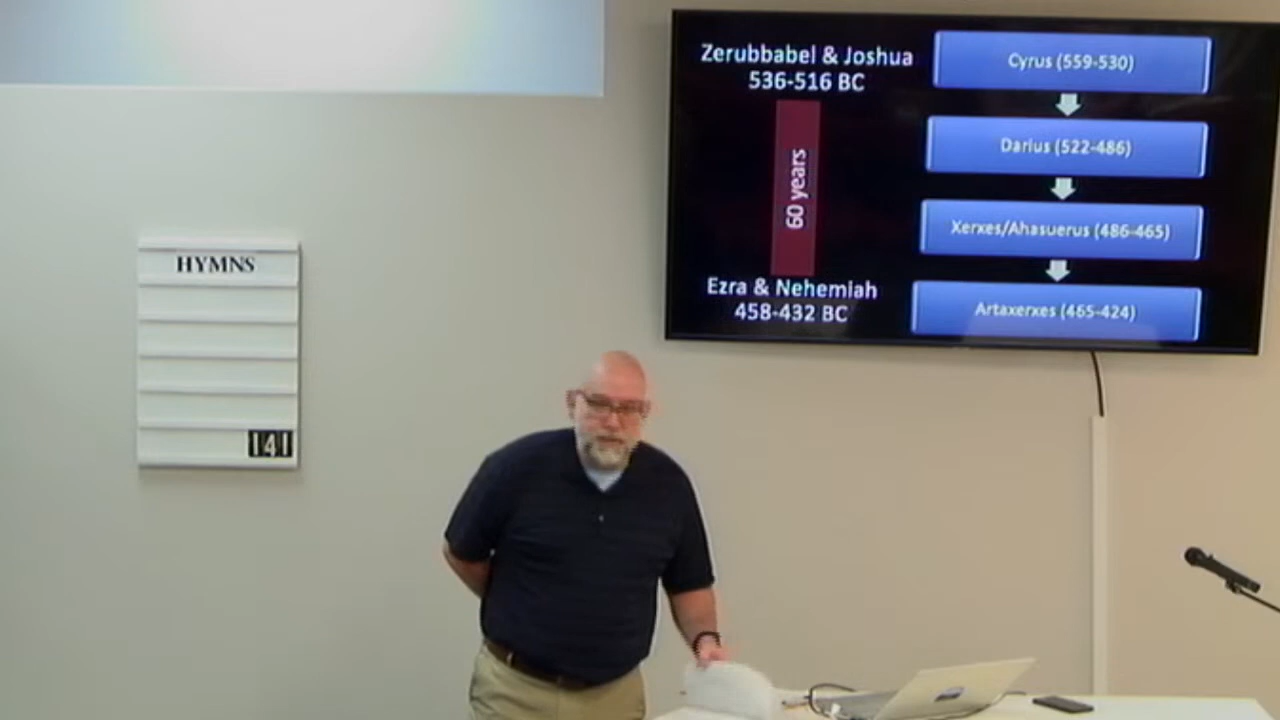 Zerubbabel & Joshua
536-516 BC
60 years
Ezra & Nehemiah
458-432 BC
Cyrus (559-530)
Darius (522-486)
Xerxes/Ahasuerus (486-465)
Artaxerxes (465-424)
HYMNS
141